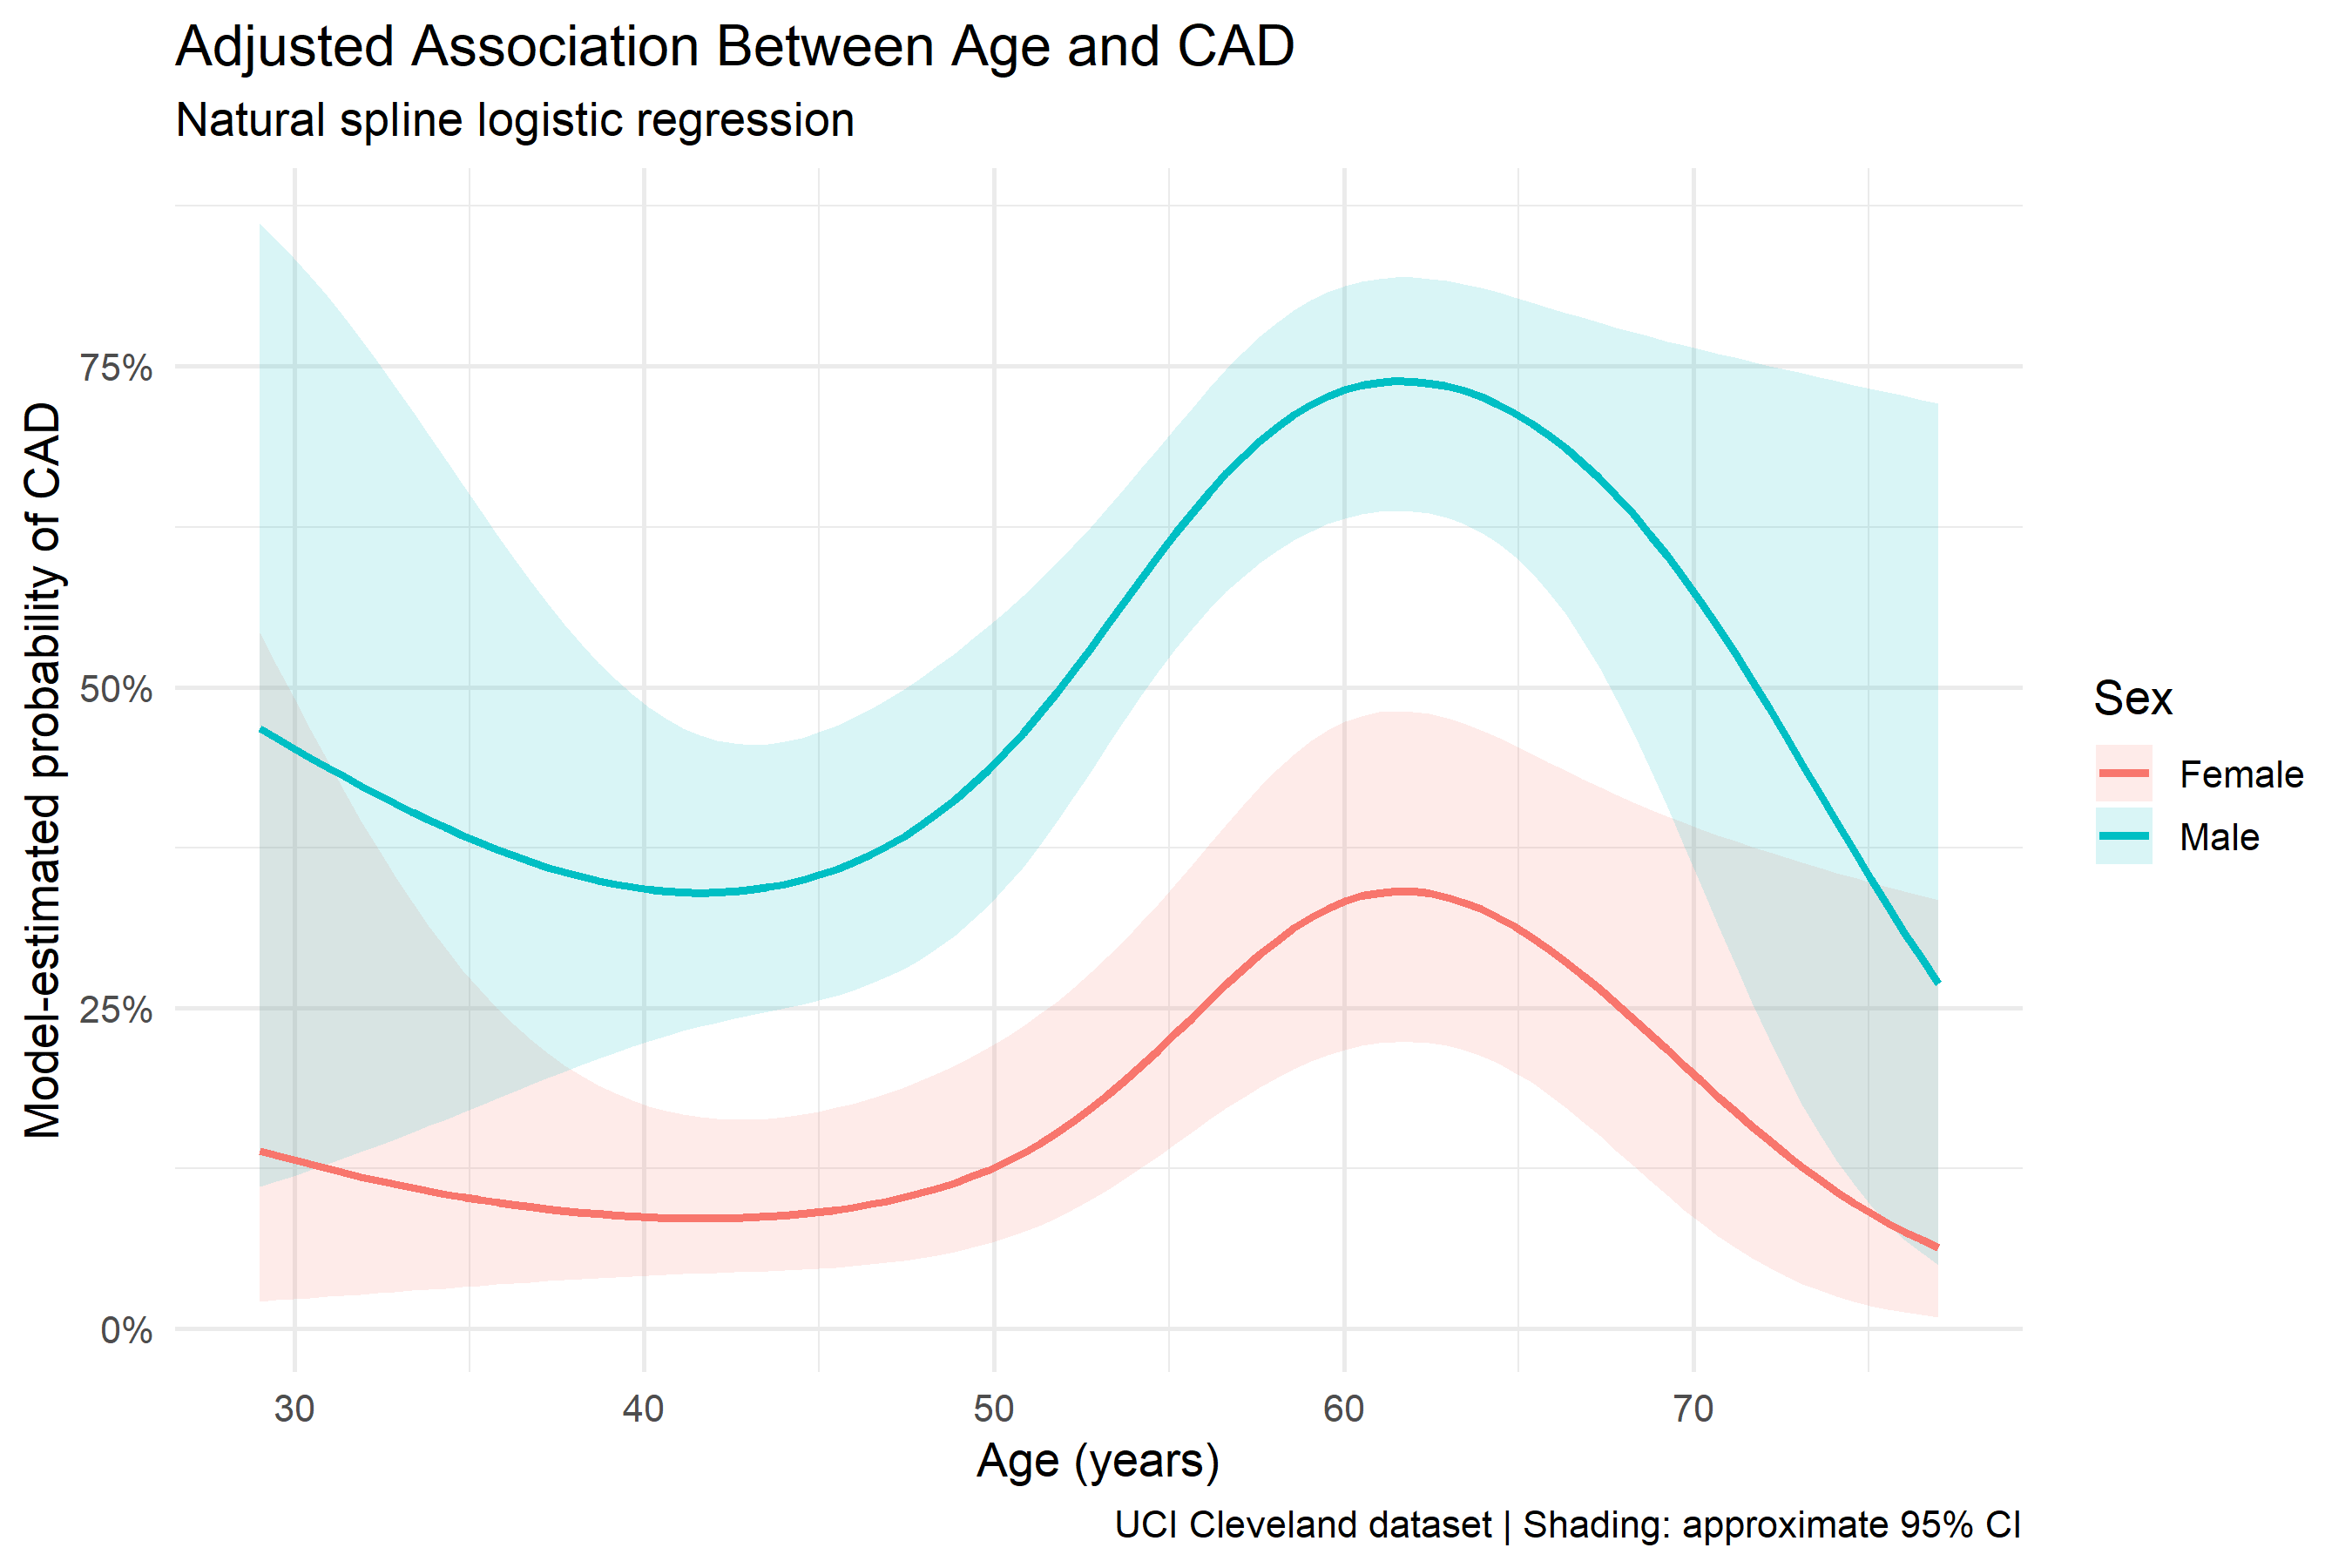 Adjusted Association Between Age and CAD
Natural spline logistic regression
Model-estimated probability of CAD
75%
50%
25%
0%
30
40
50
60
70
Age (years)
Sex
Female
Male
UCI Cleveland dataset | Shading: approximate 95% CI